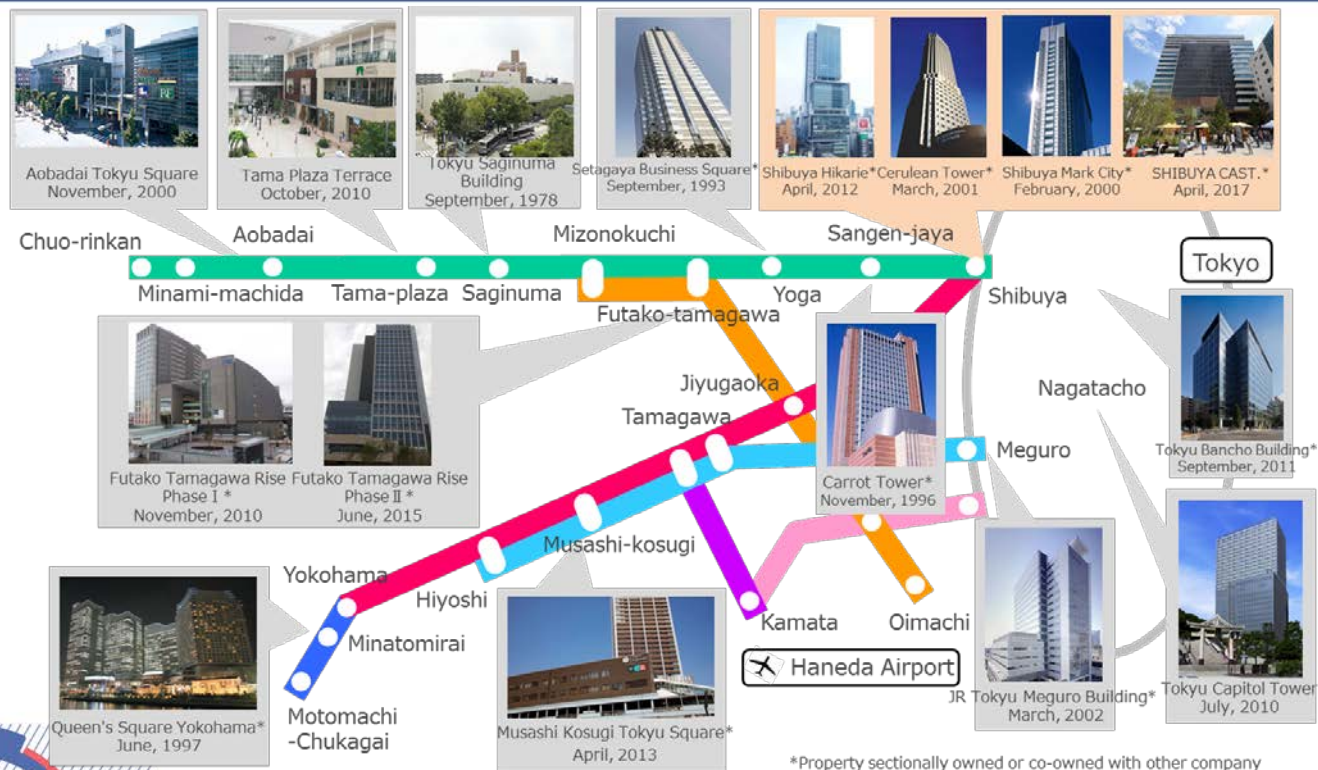 Aobadai Tokyu Square
November, 2000
Tama Plaza Terrace
October, 2010
Tokyu Saginuma
Building
September, 1978
Setagaya Business Square*
September, 1993
Shibuya Hikarie*
April, 2012
Cerulean Tower*
March, 2001
Shibuya Mark City*
February, 2000
SHIBUYA CAST.*
April, 2017
Chuo-rinkan
Aobadai
Mizonokuchi
Sangen-jaya
Tokyo
Minami-machida
Tama-plaza
Saginuma
Futako-tamagawa
Yoga
Shibuya
Jiyugaoka
Tamagawa
Nagatacho
Meguro
Futako Tamagawa Rise
Phase I *
November, 2010
Futako Tamagawa Rise
Phase Ⅱ *
June, 2015
Carrot Tower*
November, 1996
Tokyu Bancho Building*
September, 2011
Musashi-kosugi
Yokohama
Hiyoshi
Minatomirai
Kamata
Oimachi
Haneda Airport
Motomachi
-Chukagai
Queen's Square Yokohama*
June, 1997
Musashi Kosugi Tokyu Square*
April, 2013
JR Tokyu Meguro Building*
March, 2002
Tokyu Capitol Tower
July, 2010
*Property sectionally owned or co-owned with other company